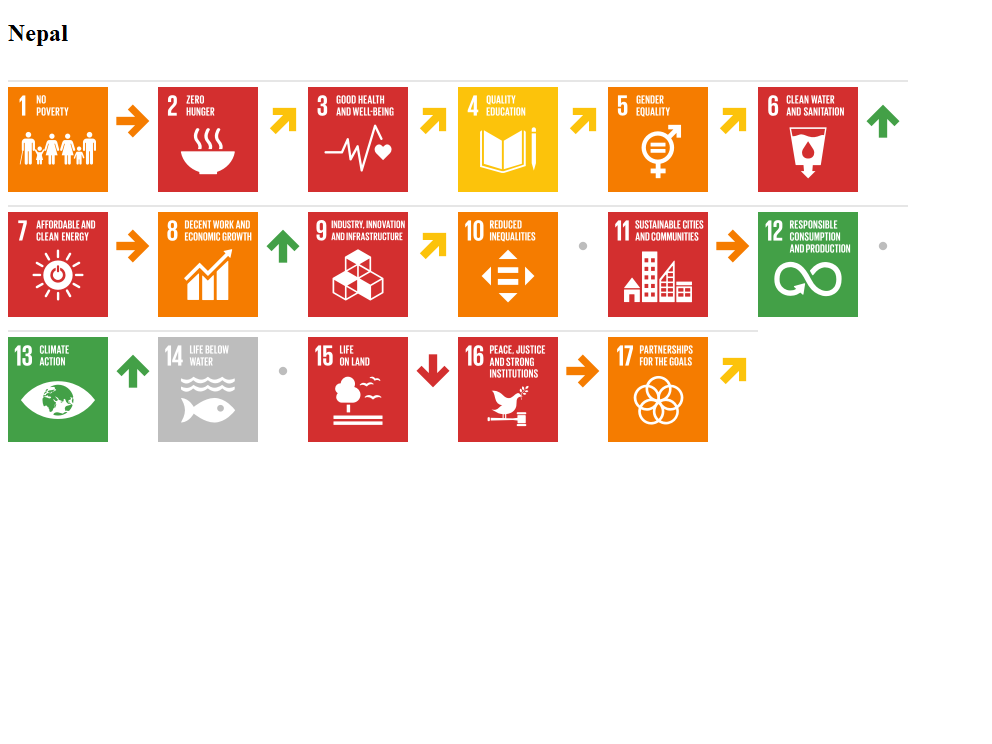 Nepal
1 NO
POVERTY
2 ZERO
HUNGER
3 GOOD HEALTH
AND WELL-BEING
4 QUALITY
EDUCATION
5 GENDER
EQUALITY
6 CLEAN WATER
AND SANITATION
7 AFFORDABLE AND
CLEAN ENERGY
8 DECENT WORK AND
ECONOMIC GROWTH
9 INDUSTRY, INNOVATION
AND INFRASTRUCTURE
10 REDUCED
INEQUALITIES
11 SUSTAINABLE CITIES
AND COMMUNITIES
12 RESPONSIBLE
CONSUMPTION
AND PRODUCTION
13 CLIMATE
ACTION
14 LIFE BELOW
WATER
15 LIFE
ON LAND
16 PEACE, JUSTICE
AND STRONG
INSTITUTIONS
17 PARTNERSHIPS
FOR THE GOALS